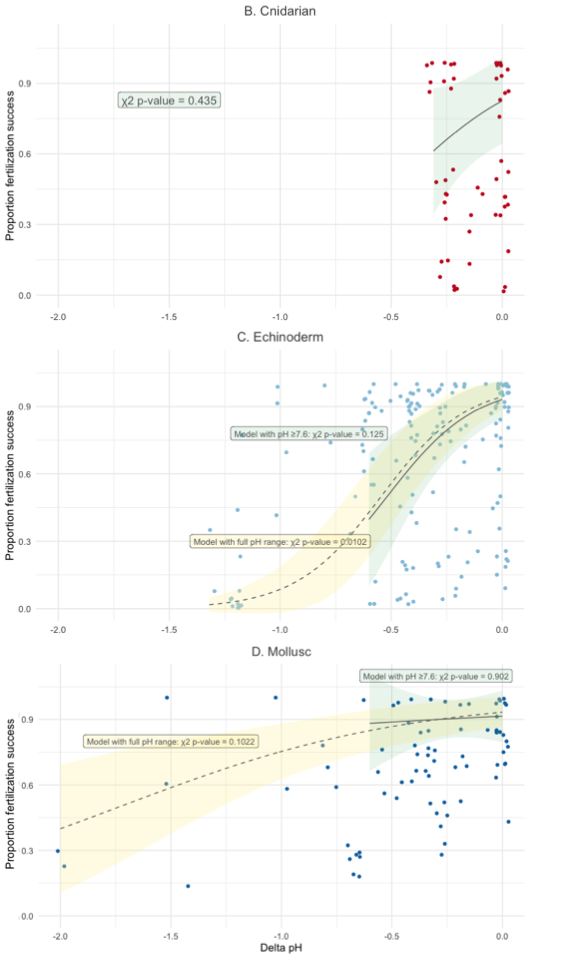 B. Cnidarian
Proportion fertilization success
0.9
0.6
0.3
0.0
χ2 p-value = 0.435
-2.0 -1.5 -1.0 -0.5 0.0
C. Echinoderm
Proportion fertilization success
0.9
0.6
0.3
0.0
Model with pH ≥7.6: χ2 p-value = 0.125
Model with full pH range: χ2 p-value = 0.0102
-2.0 -1.5 -1.0 -0.5 0.0
D. Mollusc
Proportion fertilization success
0.9
0.6
0.3
0.0
Model with pH ≥7.6: χ2 p-value = 0.902
Model with full pH range: χ2 p-value = 0.1022
-2.0 -1.5 -1.0 -0.5 0.0
Delta pH